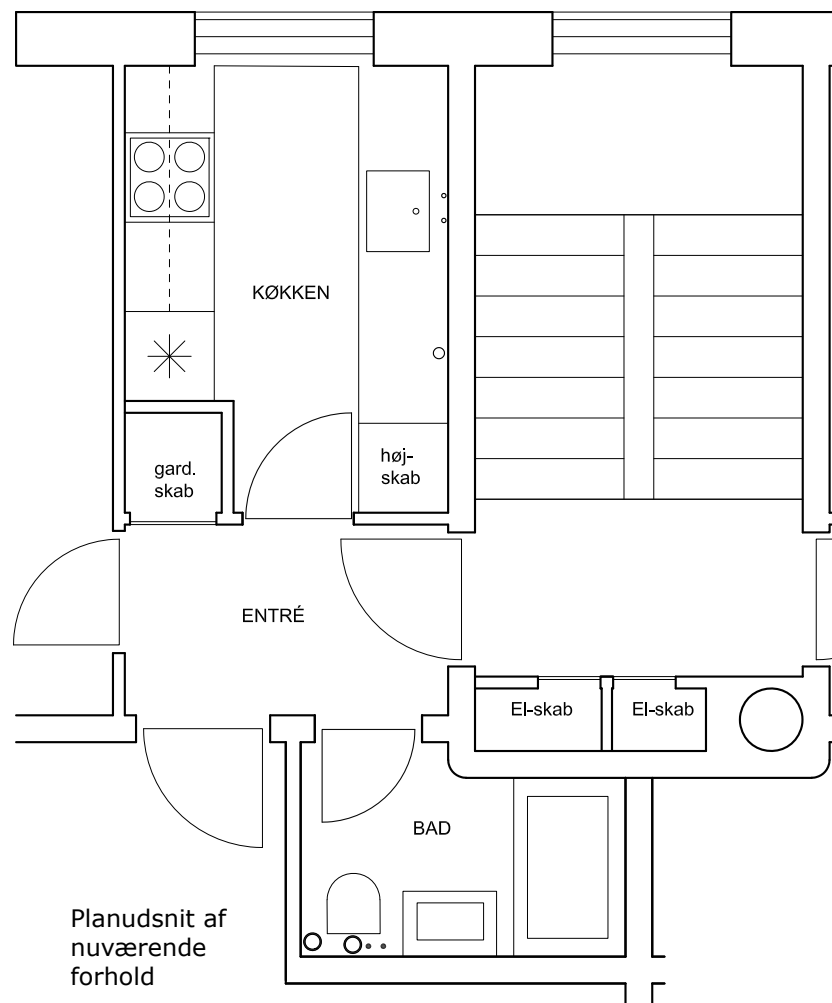 KØKKEN
gard.
skab
høj-
skab
ENTRÉ
El-skab
El-skab
BAD
Planudsnit af
nuværende
forhold